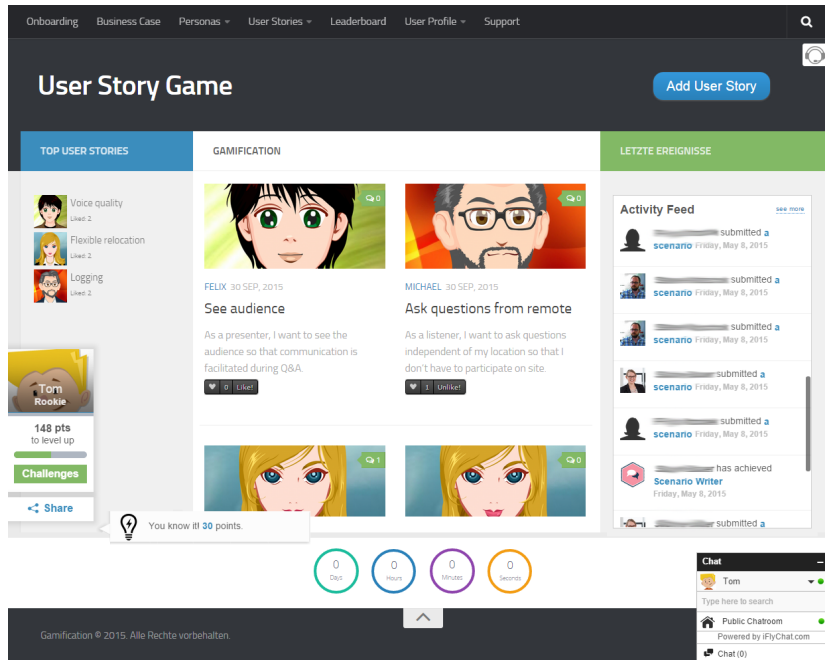 Onboarding Business Case Personas User Stories Leaderboard User Profile Support
User Story Game
Add User Story
TOP USER STORIES
Voice quality
Liked: 2
Flexible relocation
Liked: 2
Logging
Liked: 2
GAMIFICATION
0
FELIX 30 SEP, 2015
See audience
As a presenter, I want to see the
audience so that communication is
facilitated during Q&A.
0 Like!
0
MICHAEL 30 SEP, 2015
Ask questions from remote
As a listener, I want to ask questions
independent of my location so that I
don't have to participate on site.
1 Unlike!
1
0
LETZTE EREIGNISSE
Activity Feed see more
submitted a
scenario Friday, May 8, 2015
submitted a
scenario Friday, May 8, 2015
submitted a
scenario Friday, May 8, 2015
submitted a
scenario Friday, May 8, 2015
submitted a
scenario Friday, May 8, 2015
has achieved
Scenario Writer
Friday, May 8, 2015
submitted a
Tom
Rookie
148 pts
to level up
Challenges
Share
You know it! 30 points.
0 Days
0 Hours
0 Minutes
0 Seconds
Chat
Tom
Type here to search
Public Chatroom
Powered by iFlyChat.com
Chat (0)
Gamification © 2015. Alle Rechte vorbehalten.